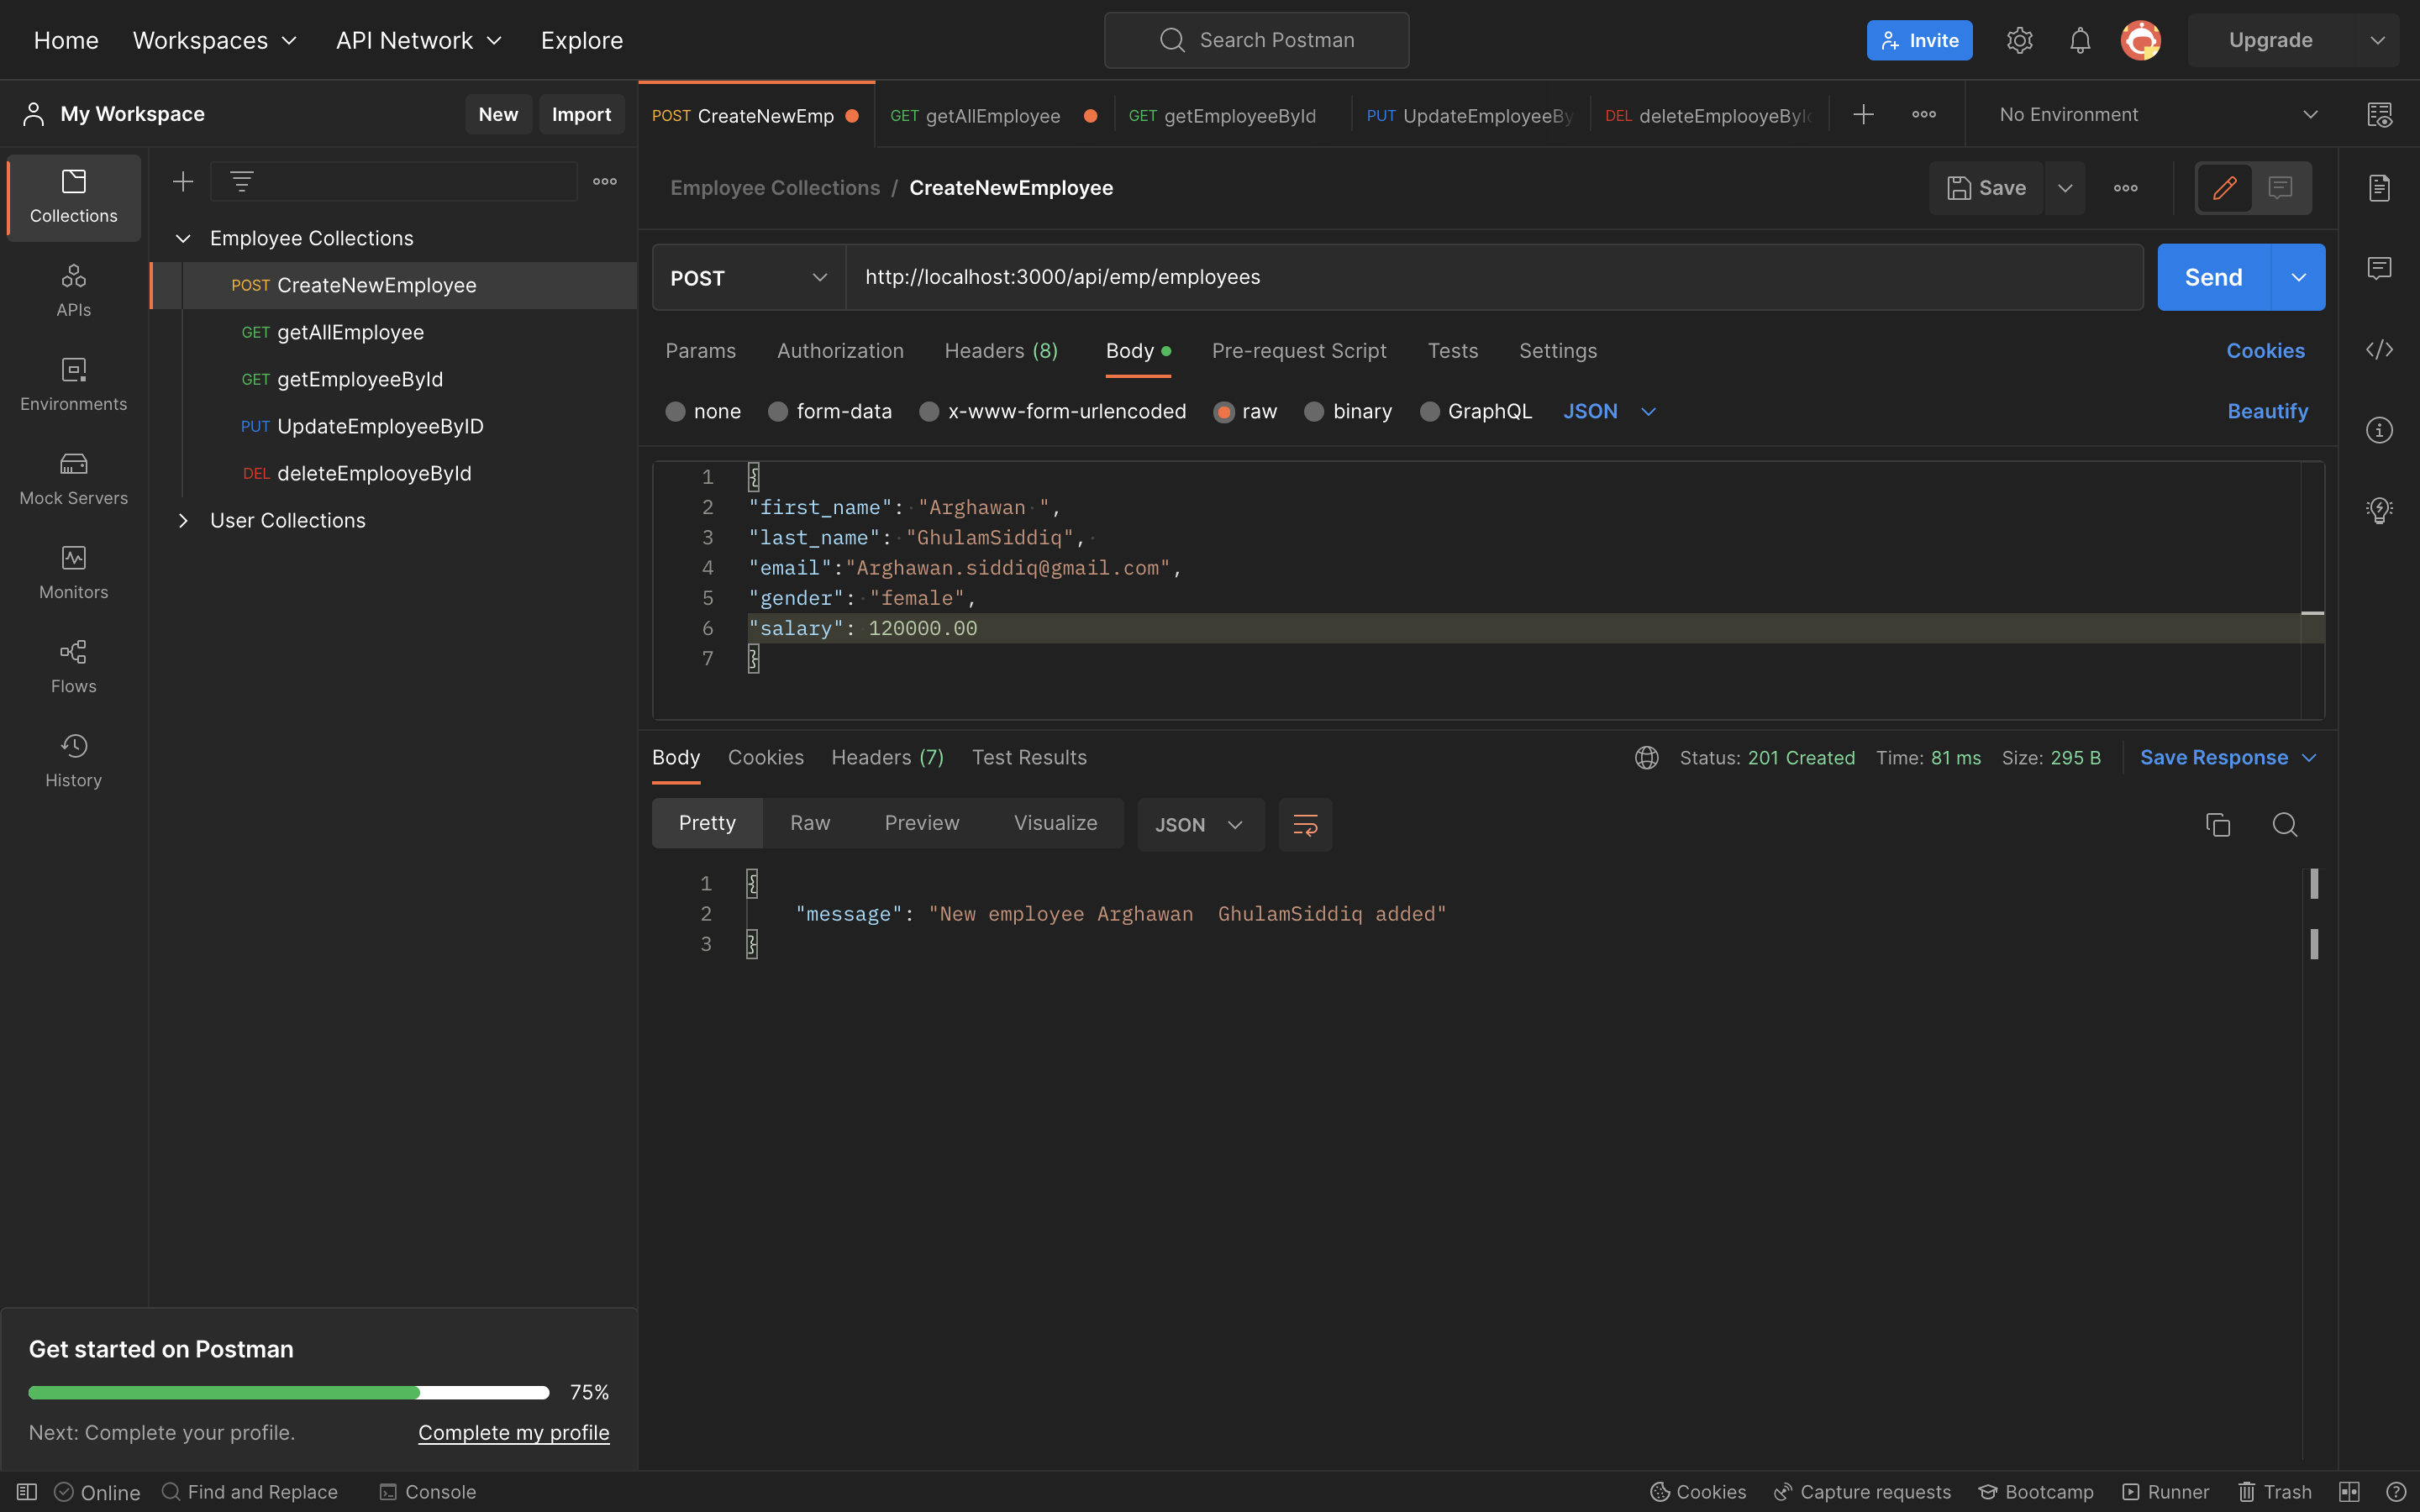 Home Workspaces API Network Explore Search Postman Invite Upgrade
My Workspace New Import
POST CreateNewEmp GET getAllEmployee GET getEmployeeById PUT UpdateEmployeeBy DEL deleteEmplooyeById No Environment
Collections
APIs
Environments
Mock Servers
Monitors
Flows
History
Employee Collections
POST CreateNewEmployee
GET getAllEmployee
GET getEmployeeById
PUT UpdateEmployeeByID
DEL deleteEmplooyeById
User Collections
Employee Collections / CreateNewEmployee Save
POST http://localhost:3000/api/emp/employees Send
Params Authorization Headers (8) Body Pre-request Script Tests Settings Cookies
none form-data x-www-form-urlencoded raw binary GraphQL JSON Beautify
1 {
2 "first_name": "Arghawan ",
3 "last_name": "GhulamSiddiq",
4 "email":"Arghawan.siddiq@gmail.com",
5 "gender": "female",
6 "salary": 120000.00
7 }
Body Cookies Headers (7) Test Results Status: 201 Created Time: 81 ms Size: 295 B Save Response
Pretty Raw Preview Visualize JSON
1 {
2 "message": "New employee Arghawan  GhulamSiddiq added"
3 }
Get started on Postman
75%
Next: Complete your profile. Complete my profile
Online Find and Replace Console Cookies Capture requests Bootcamp Runner Trash